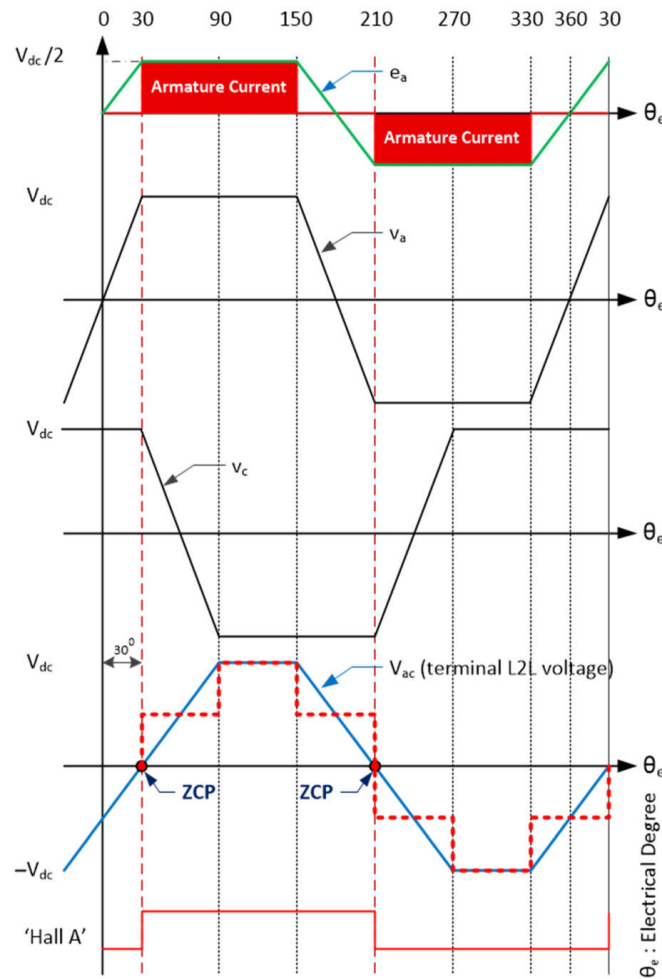 0 30 90 150 210 270 330 360 30
Vdc/2
ea
Armature Current
θe
Armature Current
Vdc
va
θe
Vdc
vc
θe
30⁰
Vdc
Vac (terminal L2L voltage)
θe
ZCP
ZCP
–Vdc
'Hall A'
θe : Electrical Degree